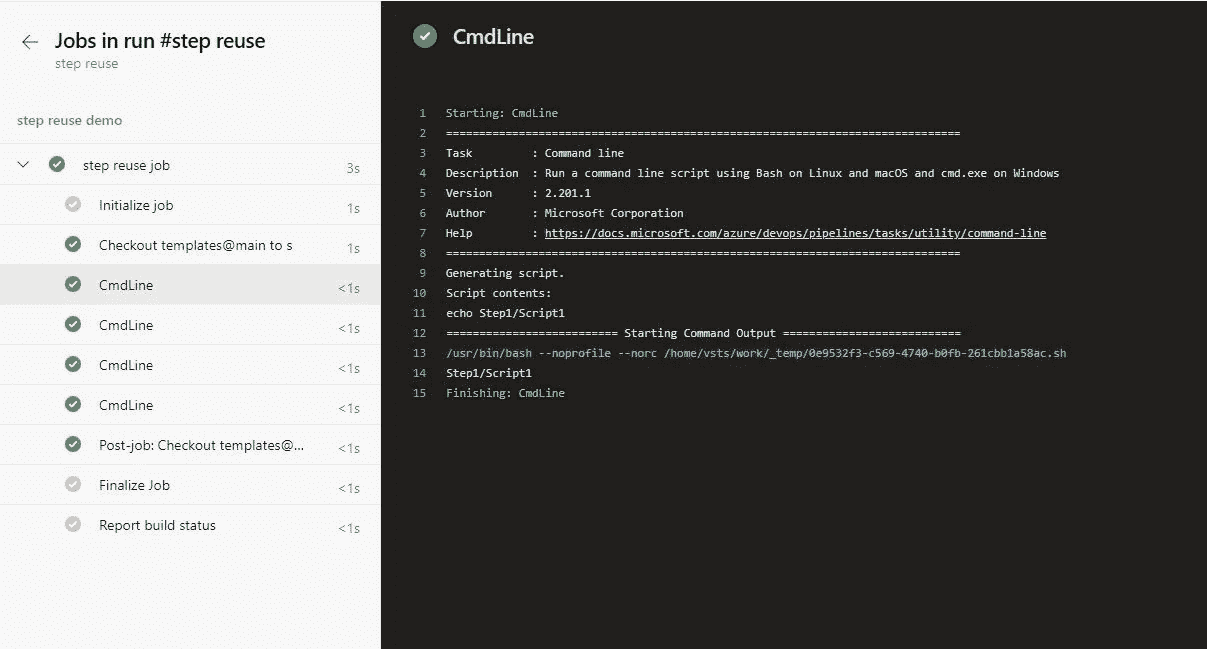 Jobs in run #step reuse
step reuse
step reuse demo
step reuse job 3s
Initialize job 1s
Checkout templates@main to s 1s
CmdLine <1s
CmdLine <1s
CmdLine <1s
CmdLine <1s
Post-job: Checkout templates@... <1s
Finalize Job <1s
Report build status <1s
CmdLine
1 Starting: CmdLine
2 ==============================================================================
3 Task         : Command line
4 Description  : Run a command line script using Bash on Linux and macOS and cmd.exe on Windows
5 Version      : 2.201.1
6 Author       : Microsoft Corporation
7 Help         : https://docs.microsoft.com/azure/devops/pipelines/tasks/utility/command-line
8 ==============================================================================
9 Generating script.
10 Script contents:
11 echo Step1/Script1
12 ========================== Starting Command Output ===========================
13 /usr/bin/bash --noprofile --norc /home/vsts/work/_temp/0e9532f3-c569-4740-b0fb-261cbb1a58ac.sh
14 Step1/Script1
15 Finishing: CmdLine